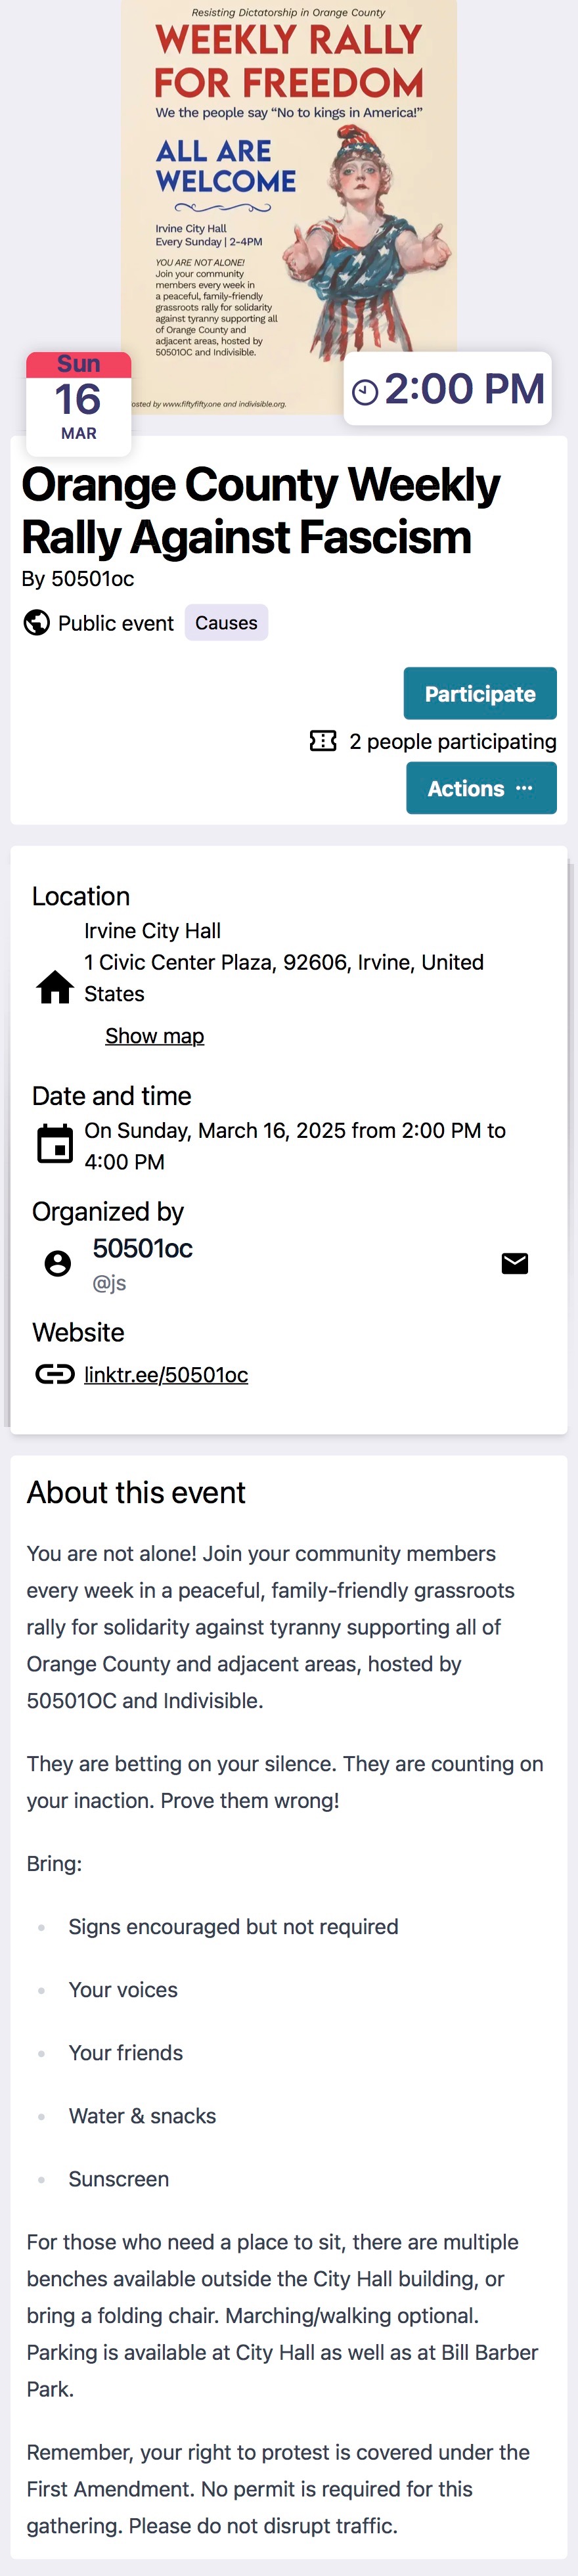 Resisting Dictatorship in Orange County
WEEKLY RALLY
FOR FREEDOM
We the people say “No to kings in America!”
ALL ARE
WELCOME
Irvine City Hall
Every Sunday | 2-4PM
YOU ARE NOT ALONE!
Join your community
members every week in
a peaceful, family-friendly
grassroots rally for solidarity
against tyranny supporting all
of Orange County and
adjacent areas, hosted by
50501OC and Indivisible.
osted by www.fiftyfifty.one and indivisible.org.
Sun
16
MAR
2:00 PM
Orange County Weekly
Rally Against Fascism
By 50501oc
Public event
Causes
Participate
2 people participating
Actions ···
Location
Irvine City Hall
1 Civic Center Plaza, 92606, Irvine, United
States
Show map
Date and time
On Sunday, March 16, 2025 from 2:00 PM to
4:00 PM
Organized by
50501oc
@js
Website
linktr.ee/50501oc
About this event
You are not alone! Join your community members
every week in a peaceful, family-friendly grassroots
rally for solidarity against tyranny supporting all of
Orange County and adjacent areas, hosted by
50501OC and Indivisible.
They are betting on your silence. They are counting on
your inaction. Prove them wrong!
Bring:
• Signs encouraged but not required
• Your voices
• Your friends
• Water & snacks
• Sunscreen
For those who need a place to sit, there are multiple
benches available outside the City Hall building, or
bring a folding chair. Marching/walking optional.
Parking is available at City Hall as well as at Bill Barber
Park.
Remember, your right to protest is covered under the
First Amendment. No permit is required for this
gathering. Please do not disrupt traffic.